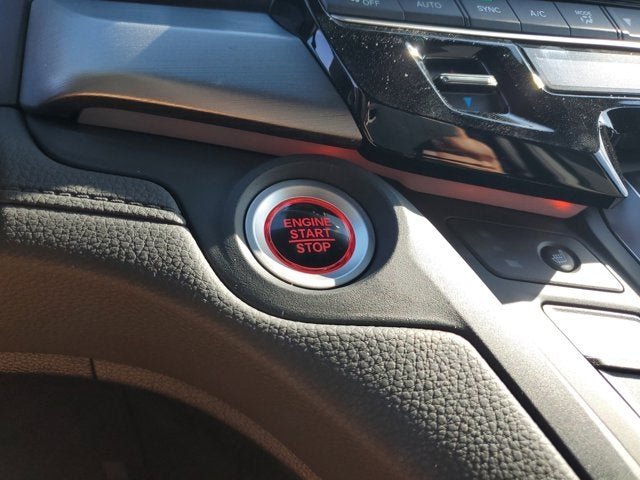 OFF AUTO SYNC A/C MODE
ENGINE
START
STOP